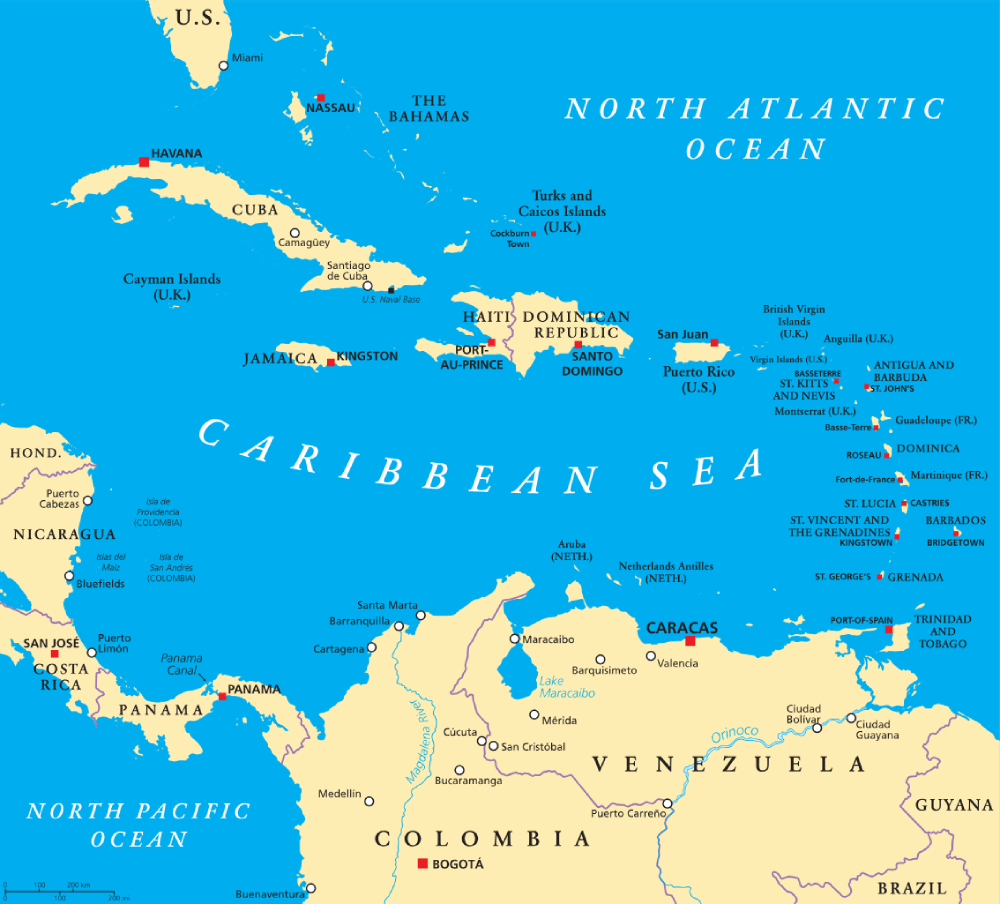 U.S.
Miami
NASSAU
THE
BAHAMAS
NORTH ATLANTIC
OCEAN
HAVANA
CUBA
Camagüey
Santiago
de Cuba
U.S. Naval Base
Turks and
Caicos Islands
(U.K.)
Cockburn
Town
Cayman Islands
(U.K.)
HAITI
DOMINICAN
REPUBLIC
PORT-
AU-PRINCE
SANTO
DOMINGO
JAMAICA
KINGSTON
San Juan
Puerto Rico
(U.S.)
British Virgin
Islands
(U.K.)
Anguilla (U.K.)
Virgin Islands (U.S.)
BASSETERRE
ST. KITTS
AND NEVIS
ANTIGUA AND
BARBUDA
ST. JOHN'S
Montserrat (U.K.)
Guadeloupe (FR.)
Basse-Terre
ROSEAU
DOMINICA
Fort-de-France
Martinique (FR.)
ST. LUCIA
CASTRIES
ST. VINCENT AND
THE GRENADINES
KINGSTOWN
BARBADOS
BRIDGETOWN
ST. GEORGE'S
GRENADA
CARIBBEAN SEA
HOND.
Puerto
Cabezas
NICARAGUA
Bluefields
Isla de
Providencia
(COLOMBIA)
Islas del
Maíz
Isla de
San Andrés
(COLOMBIA)
Aruba
(NETH.)
Netherlands Antilles
(NETH.)
PORT-OF-SPAIN
TRINIDAD
AND
TOBAGO
SAN JOSÉ
COSTA
RICA
Puerto
Limón
Panama
Canal
PANAMA
PANAMA
Santa Marta
Barranquilla
Cartagena
Maracaibo
Lake
Maracaibo
CARACAS
Barquisimeto
Valencia
Mérida
Cúcuta
San Cristóbal
Bucaramanga
Magdalena River
Medellín
Ciudad
Bolívar
Ciudad
Guayana
Orinoco
VENEZUELA
Puerto Carreño
GUYANA
COLOMBIA
BOGOTÁ
Buenaventura
BRAZIL
NORTH PACIFIC
OCEAN
0 100 200 km
0 100 200 mi